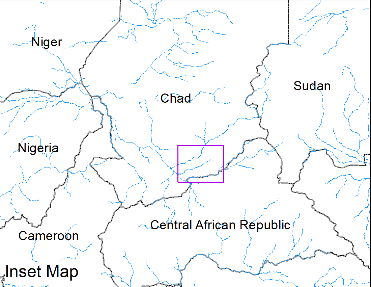 Niger
Sudan
Chad
Nigeria
Central African Republic
Cameroon
Inset Map